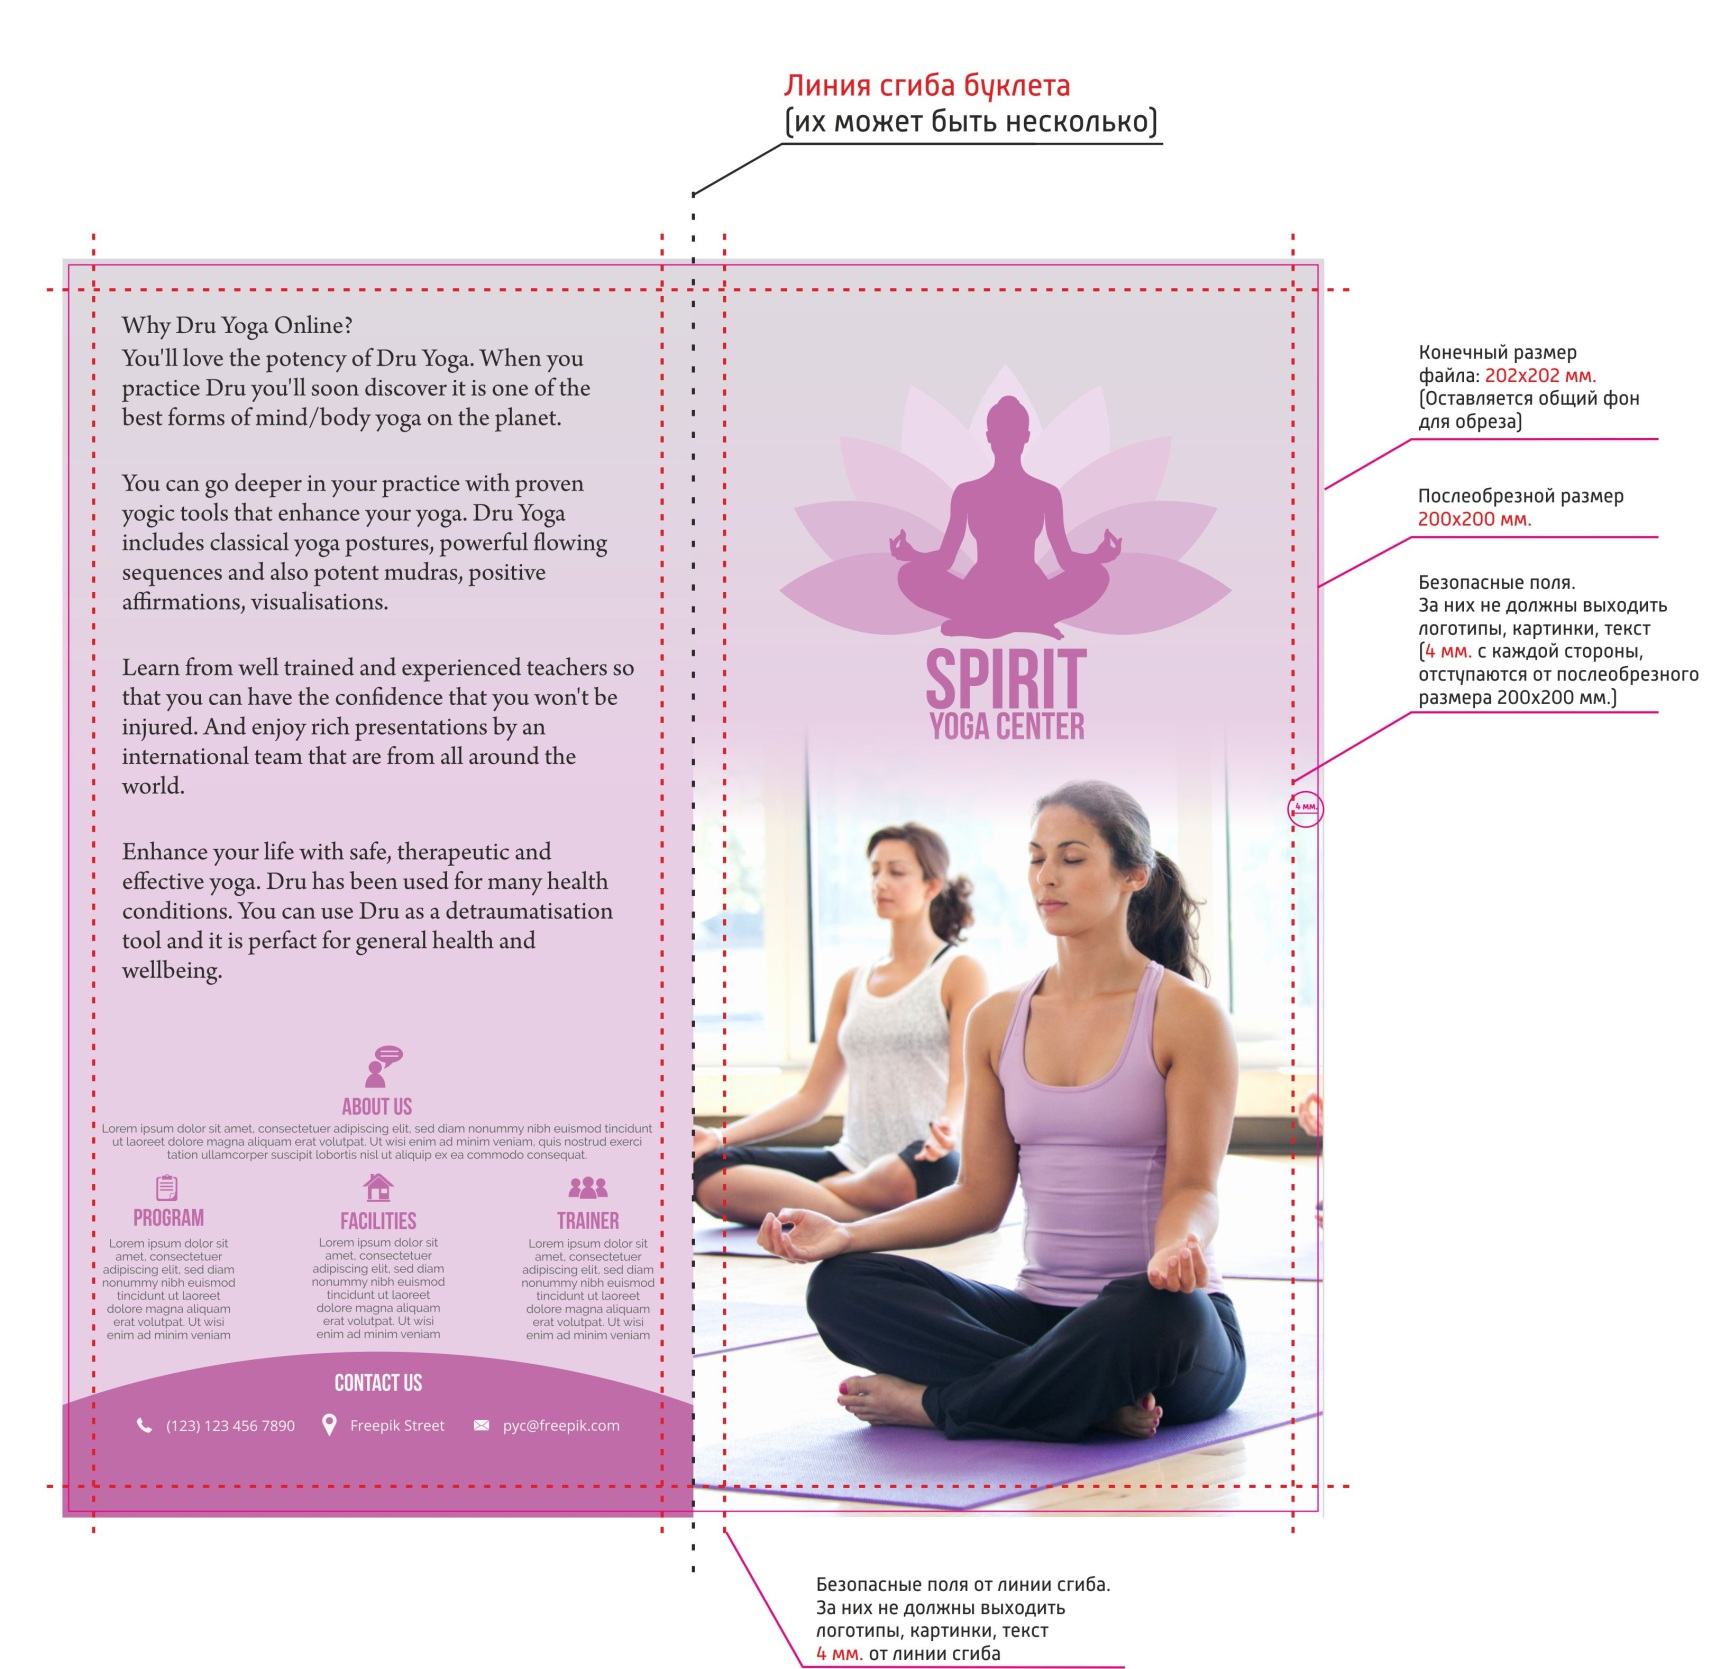 Линия сгиба буклета
(их может быть несколько)
Why Dru Yoga Online?
You'll love the potency of Dru Yoga. When you
practice Dru you'll soon discover it is one of the
best forms of mind/body yoga on the planet.
You can go deeper in your practice with proven
yogic tools that enhance your yoga. Dru Yoga
includes classical yoga postures, powerful flowing
sequences and also potent mudras, positive
affirmations, visualisations.
Learn from well trained and experienced teachers so
that you can have the confidence that you won't be
injured. And enjoy rich presentations by an
international team that are from all around the
world.
Enhance your life with safe, therapeutic and
effective yoga. Dru has been used for many health
conditions. You can use Dru as a detraumatisation
tool and it is perfact for general health and
wellbeing.
ABOUT US
Lorem ipsum dolor sit amet, consectetuer adipiscing elit, sed diam nonummy nibh euismod tincidunt
ut laoreet dolore magna aliquam erat volutpat. Ut wisi enim ad minim veniam, quis nostrud exerci
tation ullamcorper suscipit lobortis nisl ut aliquip ex ea commodo consequat.
PROGRAM
Lorem ipsum dolor sit
amet, consectetuer
adipiscing elit, sed diam
nonummy nibh euismod
tincidunt ut laoreet
dolore magna aliquam
erat volutpat. Ut wisi
enim ad minim veniam
FACILITIES
Lorem ipsum dolor sit
amet, consectetuer
adipiscing elit, sed diam
nonummy nibh euismod
tincidunt ut laoreet
dolore magna aliquam
erat volutpat. Ut wisi
enim ad minim veniam
TRAINER
Lorem ipsum dolor sit
amet, consectetuer
adipiscing elit, sed diam
nonummy nibh euismod
tincidunt ut laoreet
dolore magna aliquam
erat volutpat. Ut wisi
enim ad minim veniam
CONTACT US
(123) 123 456 7890
Freepik Street
pyc@freepik.com
SPIRIT
YOGA CENTER
Конечный размер
файла: 202x202 мм.
(Оставляется общий фон
для обреза)
Послеобрезной размер
200x200 мм.
Безопасные поля.
За них не должны выходить
логотипы, картинки, текст
(4 мм. с каждой стороны,
отступаются от послеобрезного
размера 200x200 мм.)
4 мм.
Безопасные поля от линии сгиба.
За них не должны выходить
логотипы, картинки, текст
4 мм. от линии сгиба